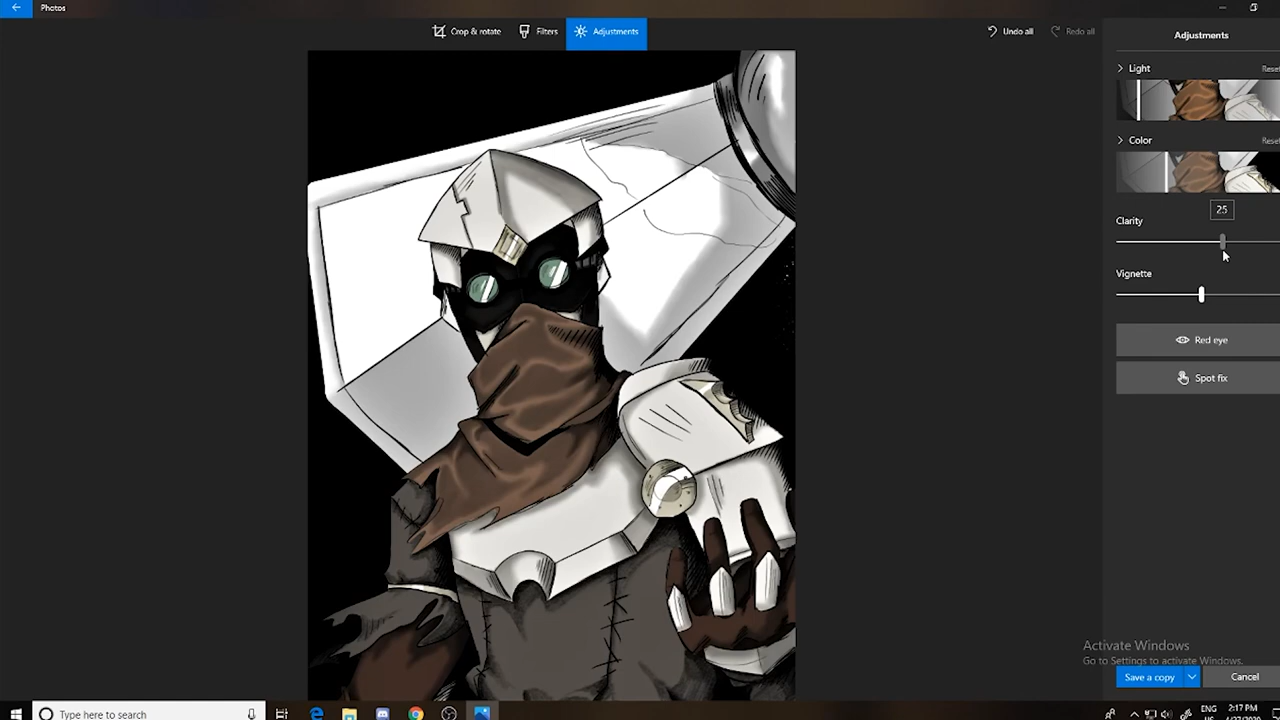 Photos
Crop & rotate Filters Adjustments Undo all Redo all
Adjustments
Light Reset
Color Reset
25
Clarity
Vignette
Red eye
Spot fix
Activate Windows
Go to Settings to activate Windows.
Save a copy Cancel
Type here to search
ENG 2:17 PM